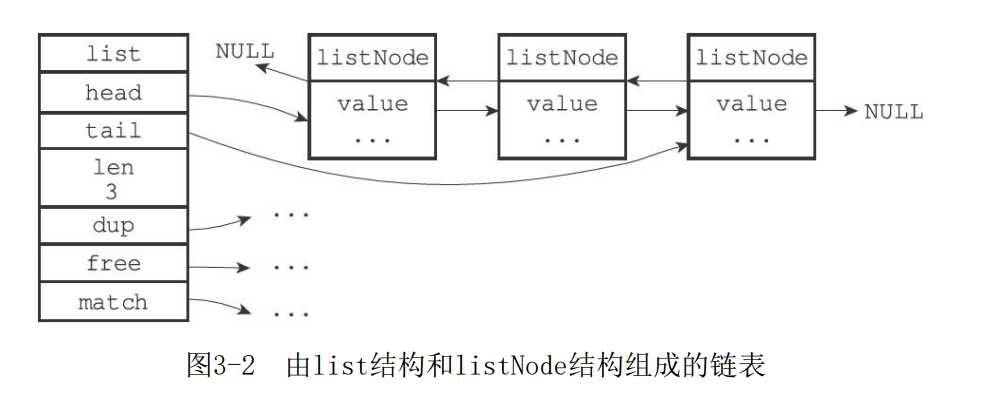 list
head
tail
len
3
dup
free
match
NULL
listNode
value
...
listNode
value
...
listNode
value
...
NULL
...
...
...
图3-2 由list结构和listNode结构组成的链表